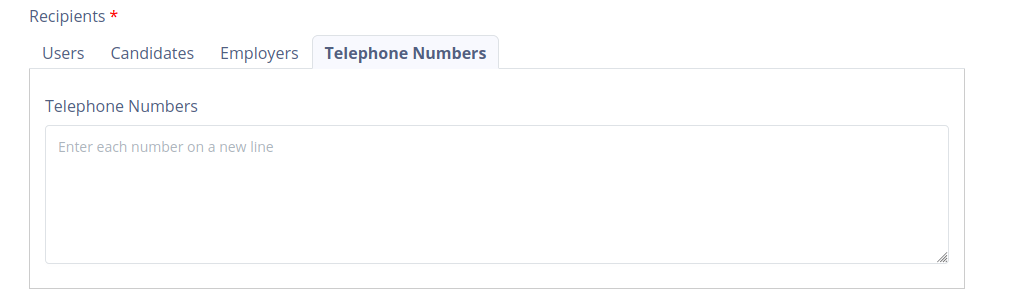 Recipients *
Users Candidates Employers Telephone Numbers
Telephone Numbers
Enter each number on a new line